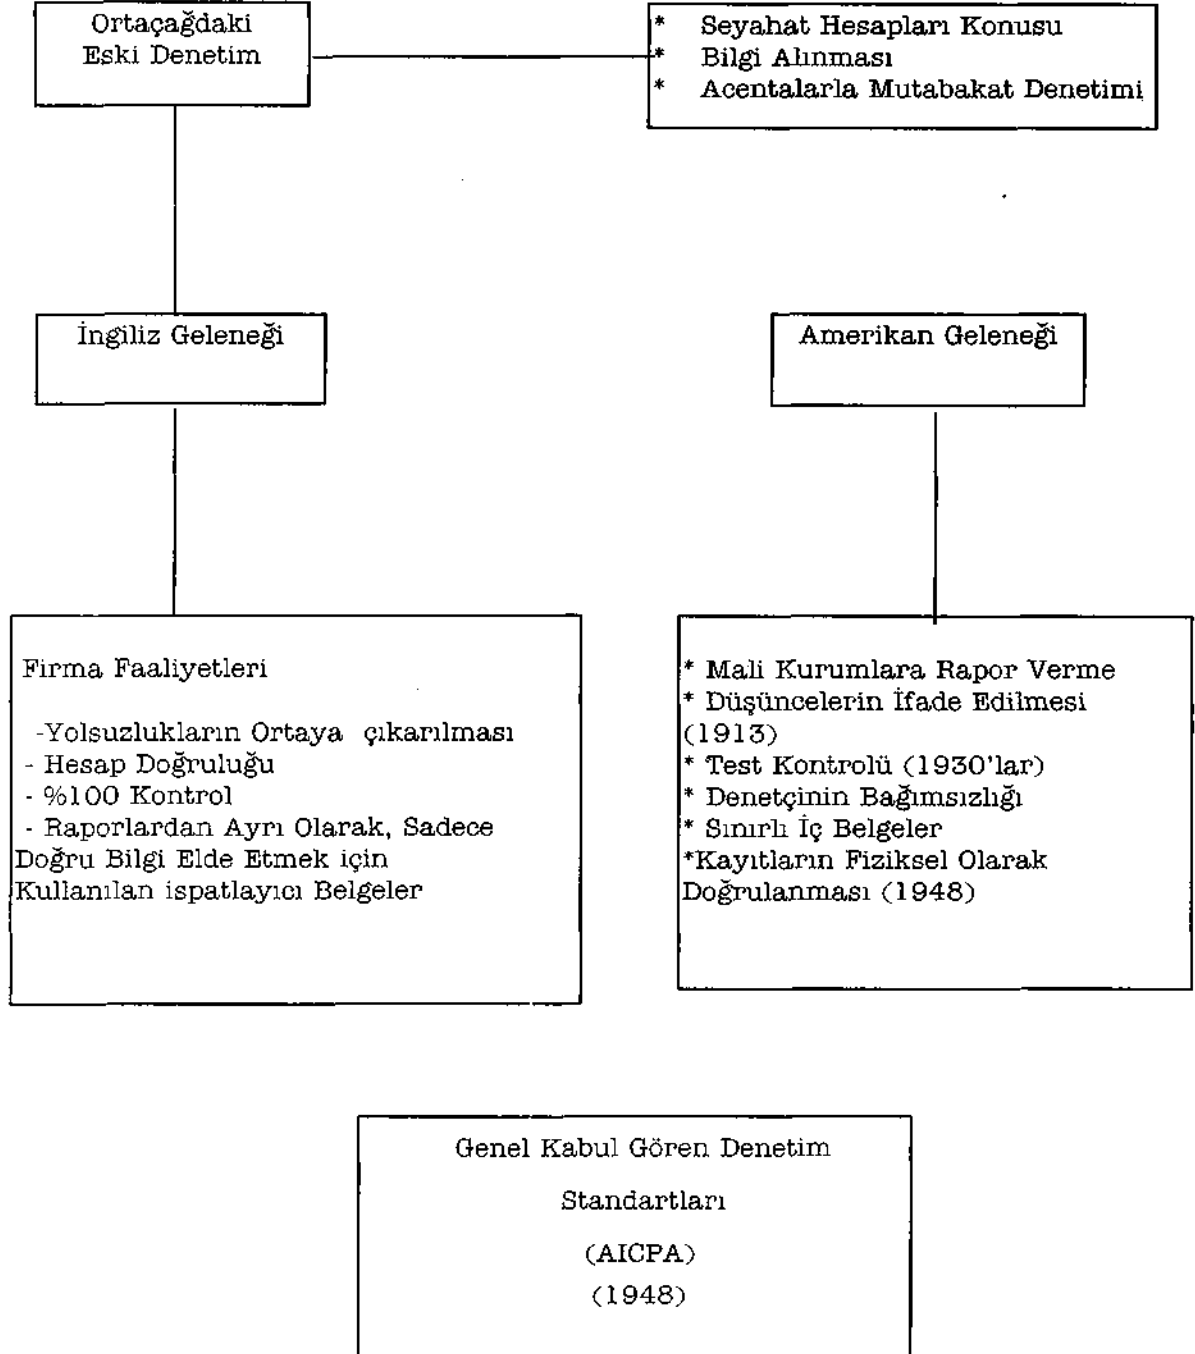 Ortaçağdaki
Eski Denetim
* Seyahat Hesapları Konusu
* Bilgi Alınması
* Acentalarla Mutabakat Denetimi
İngiliz Geleneği
Amerikan Geleneği
Firma Faaliyetleri
-Yolsuzlukların Ortaya çıkarılması
- Hesap Doğruluğu
- %100 Kontrol
- Raporlardan Ayrı Olarak, Sadece
Doğru Bilgi Elde Etmek için
Kullanılan ispatlayıcı Belgeler
* Mali Kurumlara Rapor Verme
* Düşüncelerin İfade Edilmesi
(1913)
* Test Kontrolü (1930'lar)
* Denetçinin Bağımsızlığı
* Sınırlı İç Belgeler
*Kayıtların Fiziksel Olarak
Doğrulanması (1948)
Genel Kabul Gören Denetim
Standartları
(AICPA)
(1948)